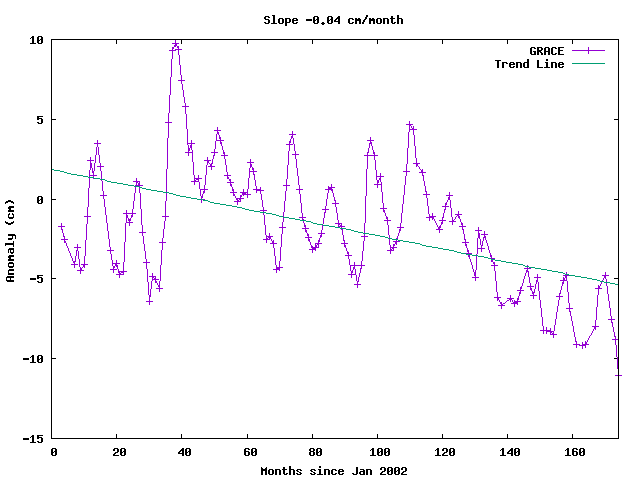 Slope -0.04 cm/month
GRACE
Trend Line
10
5
0
-5
-10
-15
Anomaly (cm)
0 20 40 60 80 100 120 140 160
Months since Jan 2002